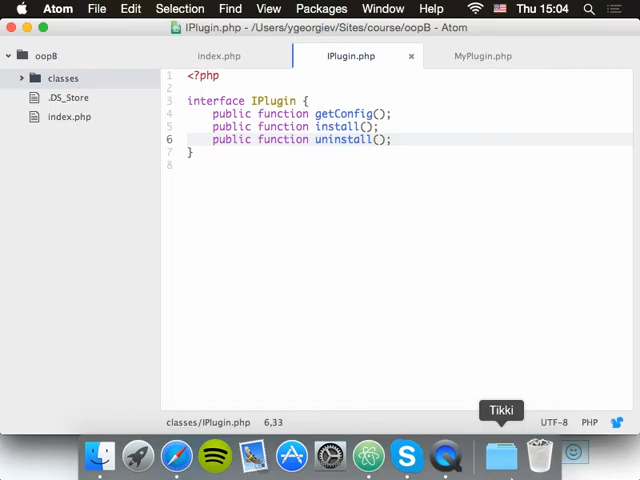 Atom File Edit Selection Find View Packages Window Help Thu 15:04
IPlugin.php - /Users/ygeorgiev/Sites/course/oopB - Atom
oopB
classes
.DS_Store
index.php
index.php IPlugin.php MyPlugin.php
1 <?php
2
3 interface IPlugin {
4 public function getConfig();
5 public function install();
6 public function uninstall();
7 }
8
Tikki
classes/IPlugin.php 6,33 UTF-8 PHP